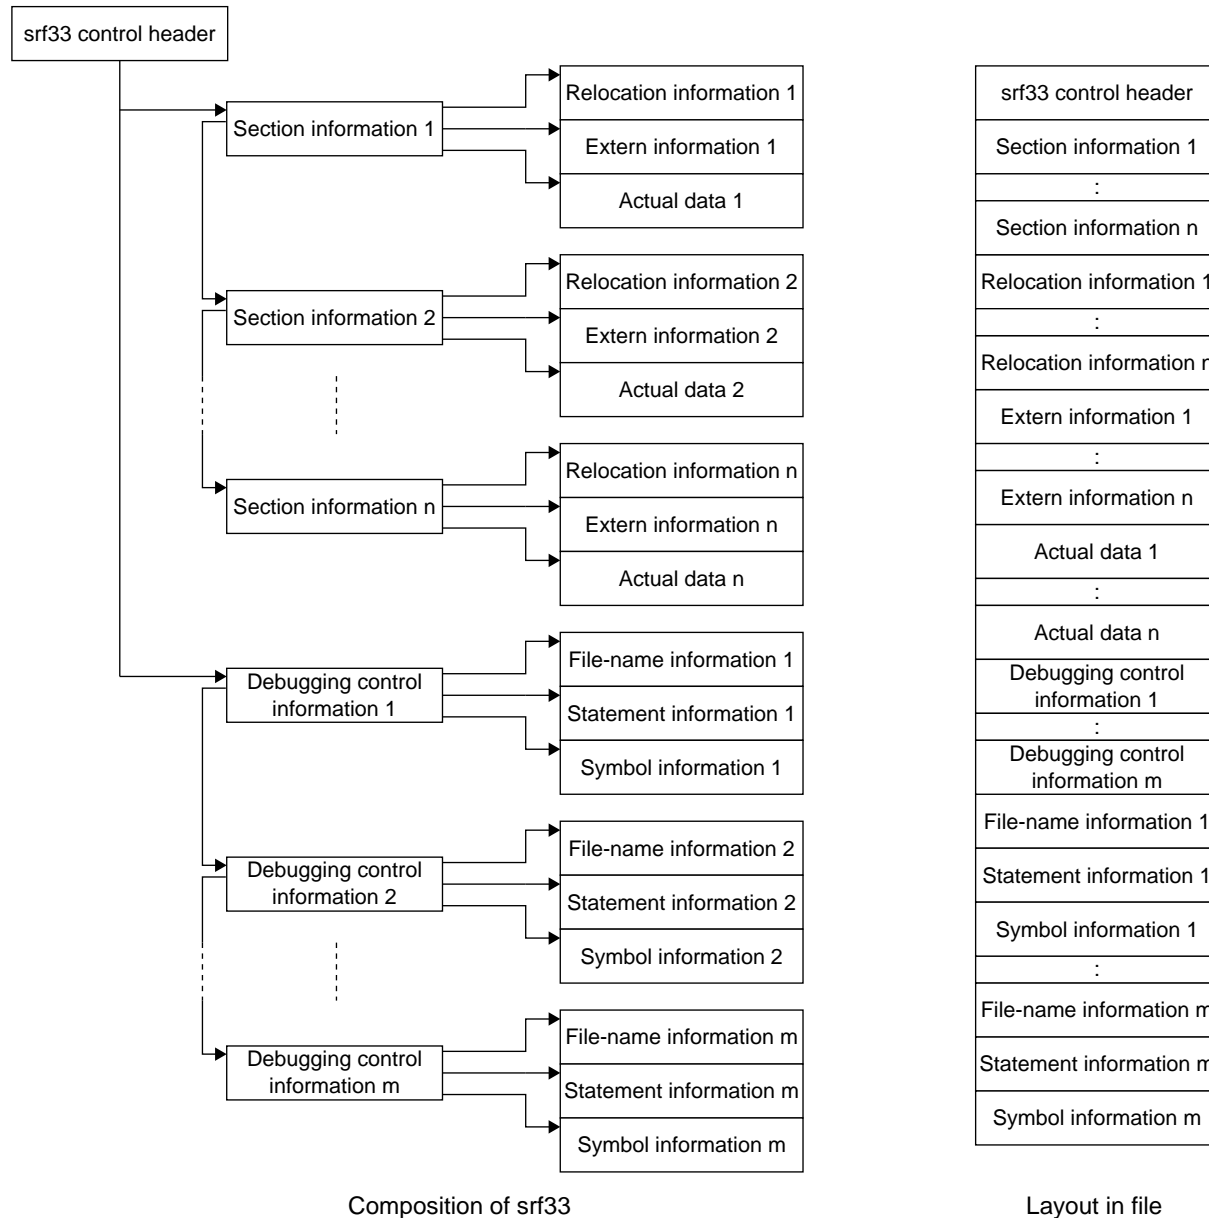 srf33 control header
Section information 1
Relocation information 1
Extern information 1
Actual data 1
Section information 2
Relocation information 2
Extern information 2
Actual data 2
Section information n
Relocation information n
Extern information n
Actual data n
Debugging control
information 1
File-name information 1
Statement information 1
Symbol information 1
Debugging control
information 2
File-name information 2
Statement information 2
Symbol information 2
Debugging control
information m
File-name information m
Statement information m
Symbol information m
Composition of srf33
srf33 control header
Section information 1
:
Section information n
Relocation information 1
:
Relocation information n
Extern information 1
:
Extern information n
Actual data 1
:
Actual data n
Debugging control
information 1
:
Debugging control
information m
File-name information 1
Statement information 1
Symbol information 1
:
File-name information m
Statement information m
Symbol information m
Layout in file